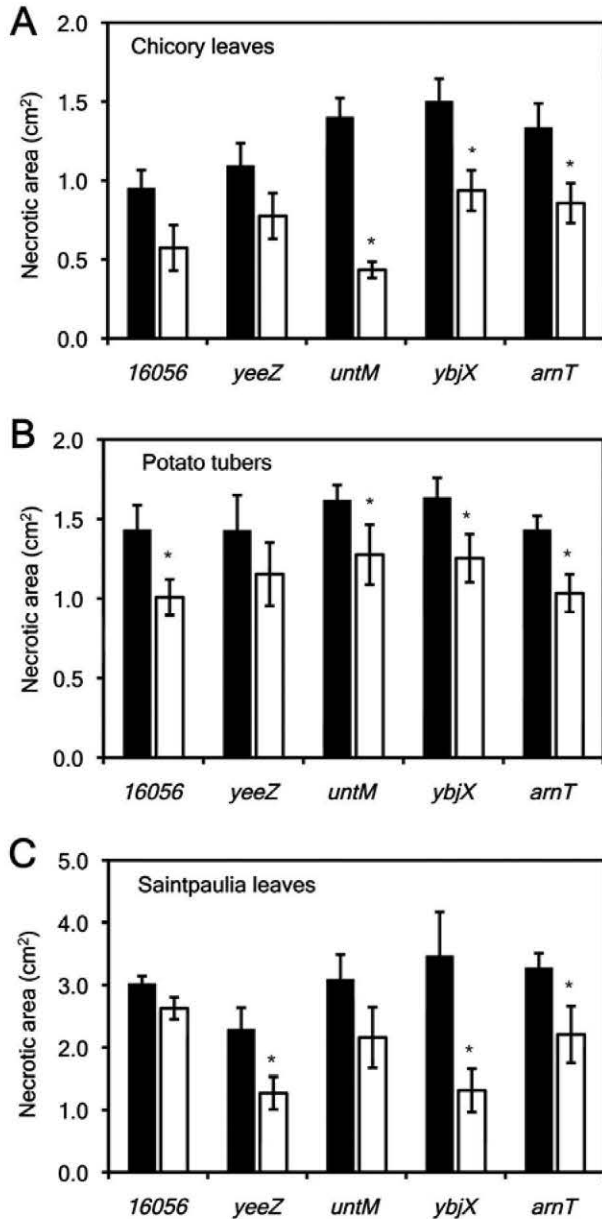 A
Chicory leaves
Necrotic area (cm²)
2.0
1.5
1.0
0.5
0.0
*
*
*
16056 yeeZ untM ybjX arnT
B
Potato tubers
Necrotic area (cm²)
2.0
1.5
1.0
0.5
0.0
*
*
*
*
16056 yeeZ untM ybjX arnT
C
Saintpaulia leaves
Necrotic area (cm²)
5.0
4.0
3.0
2.0
1.0
0.0
*
*
*
16056 yeeZ untM ybjX arnT